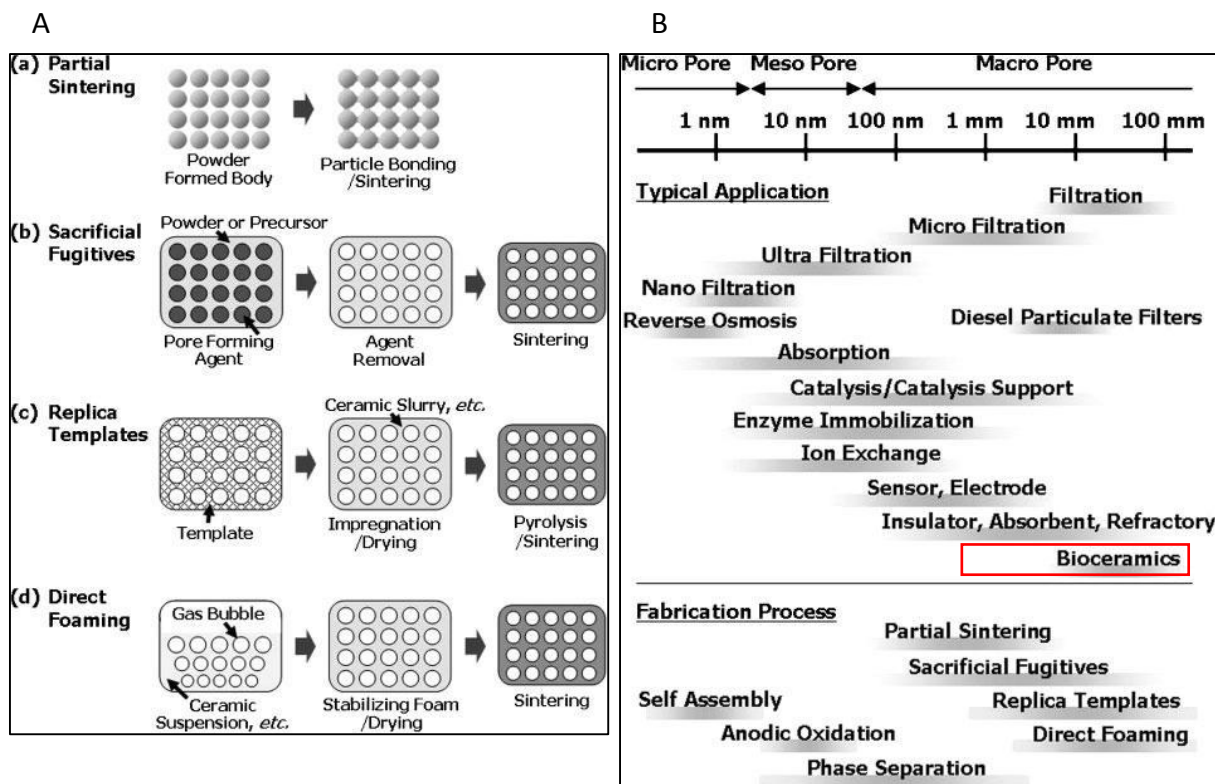 A
(a) Partial
Sintering
Powder
Formed Body
Particle Bonding
/Sintering
(b) Sacrificial
Fugitives
Powder or Precursor
Pore Forming
Agent
Agent
Removal
Sintering
(c) Replica
Templates
Ceramic Slurry, etc.
Template
Impregnation
/Drying
Pyrolysis
/Sintering
(d) Direct
Foaming
Gas Bubble
Ceramic
Suspension, etc.
Stabilizing Foam
/Drying
Sintering
B
Micro Pore Meso Pore Macro Pore
1 nm 10 nm 100 nm 1 mm 10 mm 100 mm
Typical Application
Filtration
Micro Filtration
Ultra Filtration
Nano Filtration
Reverse Osmosis Diesel Particulate Filters
Absorption
Catalysis/Catalysis Support
Enzyme Immobilization
Ion Exchange
Sensor, Electrode
Insulator, Absorbent, Refractory
Bioceramics
Fabrication Process
Partial Sintering
Sacrificial Fugitives
Self Assembly Replica Templates
Anodic Oxidation Direct Foaming
Phase Separation